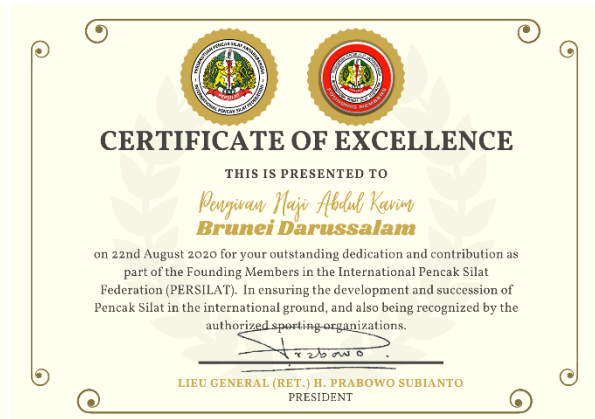 CERTIFICATE OF EXCELLENCE
THIS IS PRESENTED TO
Pengiran Haji Abdul Karim
Brunei Darussalam
on 22nd August 2020 for your outstanding dedication and contribution as
part of the Founding Members in the International Pencak Silat
Federation (PERSILAT). In ensuring the development and succession of
Pencak Silat in the international ground, and also being recognized by the
authorized sporting organizations.
Prabowo
LIEU GENERAL (RET.) H. PRABOWO SUBIANTO
PRESIDENT